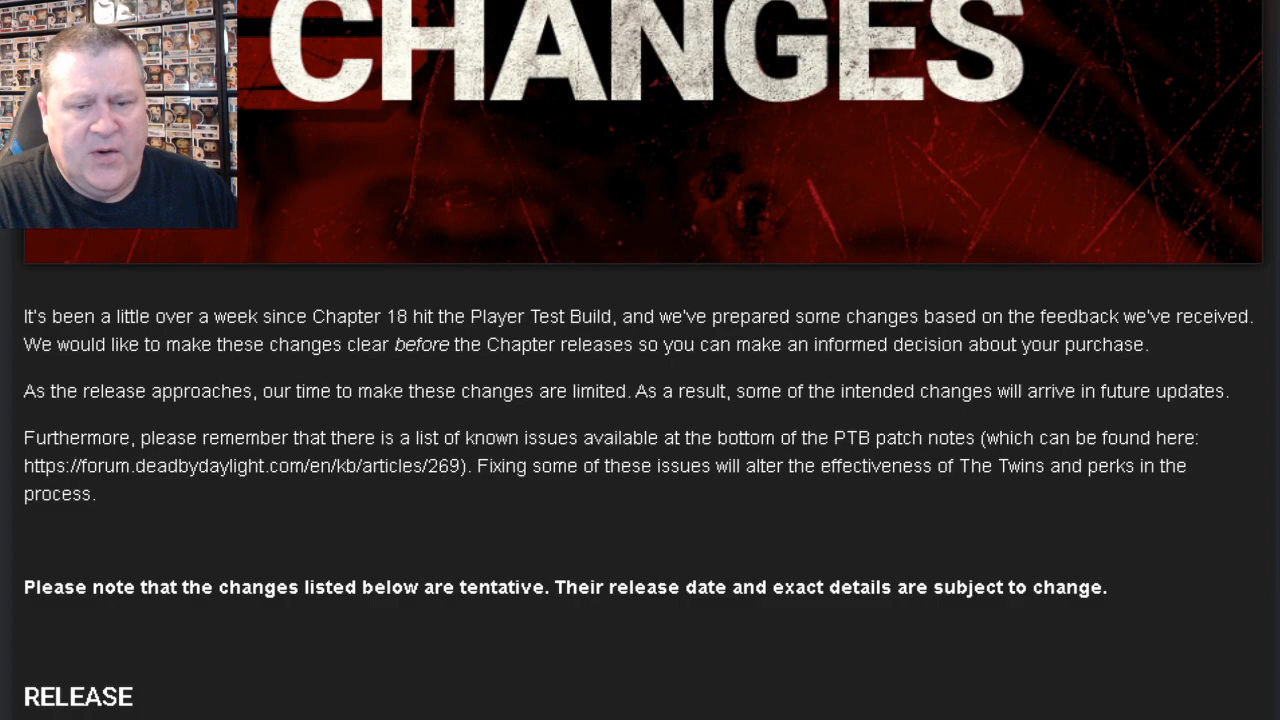 CHANGES
It's been a little over a week since Chapter 18 hit the Player Test Build, and we've prepared some changes based on the feedback we've received.
We would like to make these changes clear before the Chapter releases so you can make an informed decision about your purchase.
As the release approaches, our time to make these changes are limited. As a result, some of the intended changes will arrive in future updates.
Furthermore, please remember that there is a list of known issues available at the bottom of the PTB patch notes (which can be found here:
https://forum.deadbydaylight.com/en/kb/articles/269). Fixing some of these issues will alter the effectiveness of The Twins and perks in the
process.
Please note that the changes listed below are tentative. Their release date and exact details are subject to change.
RELEASE